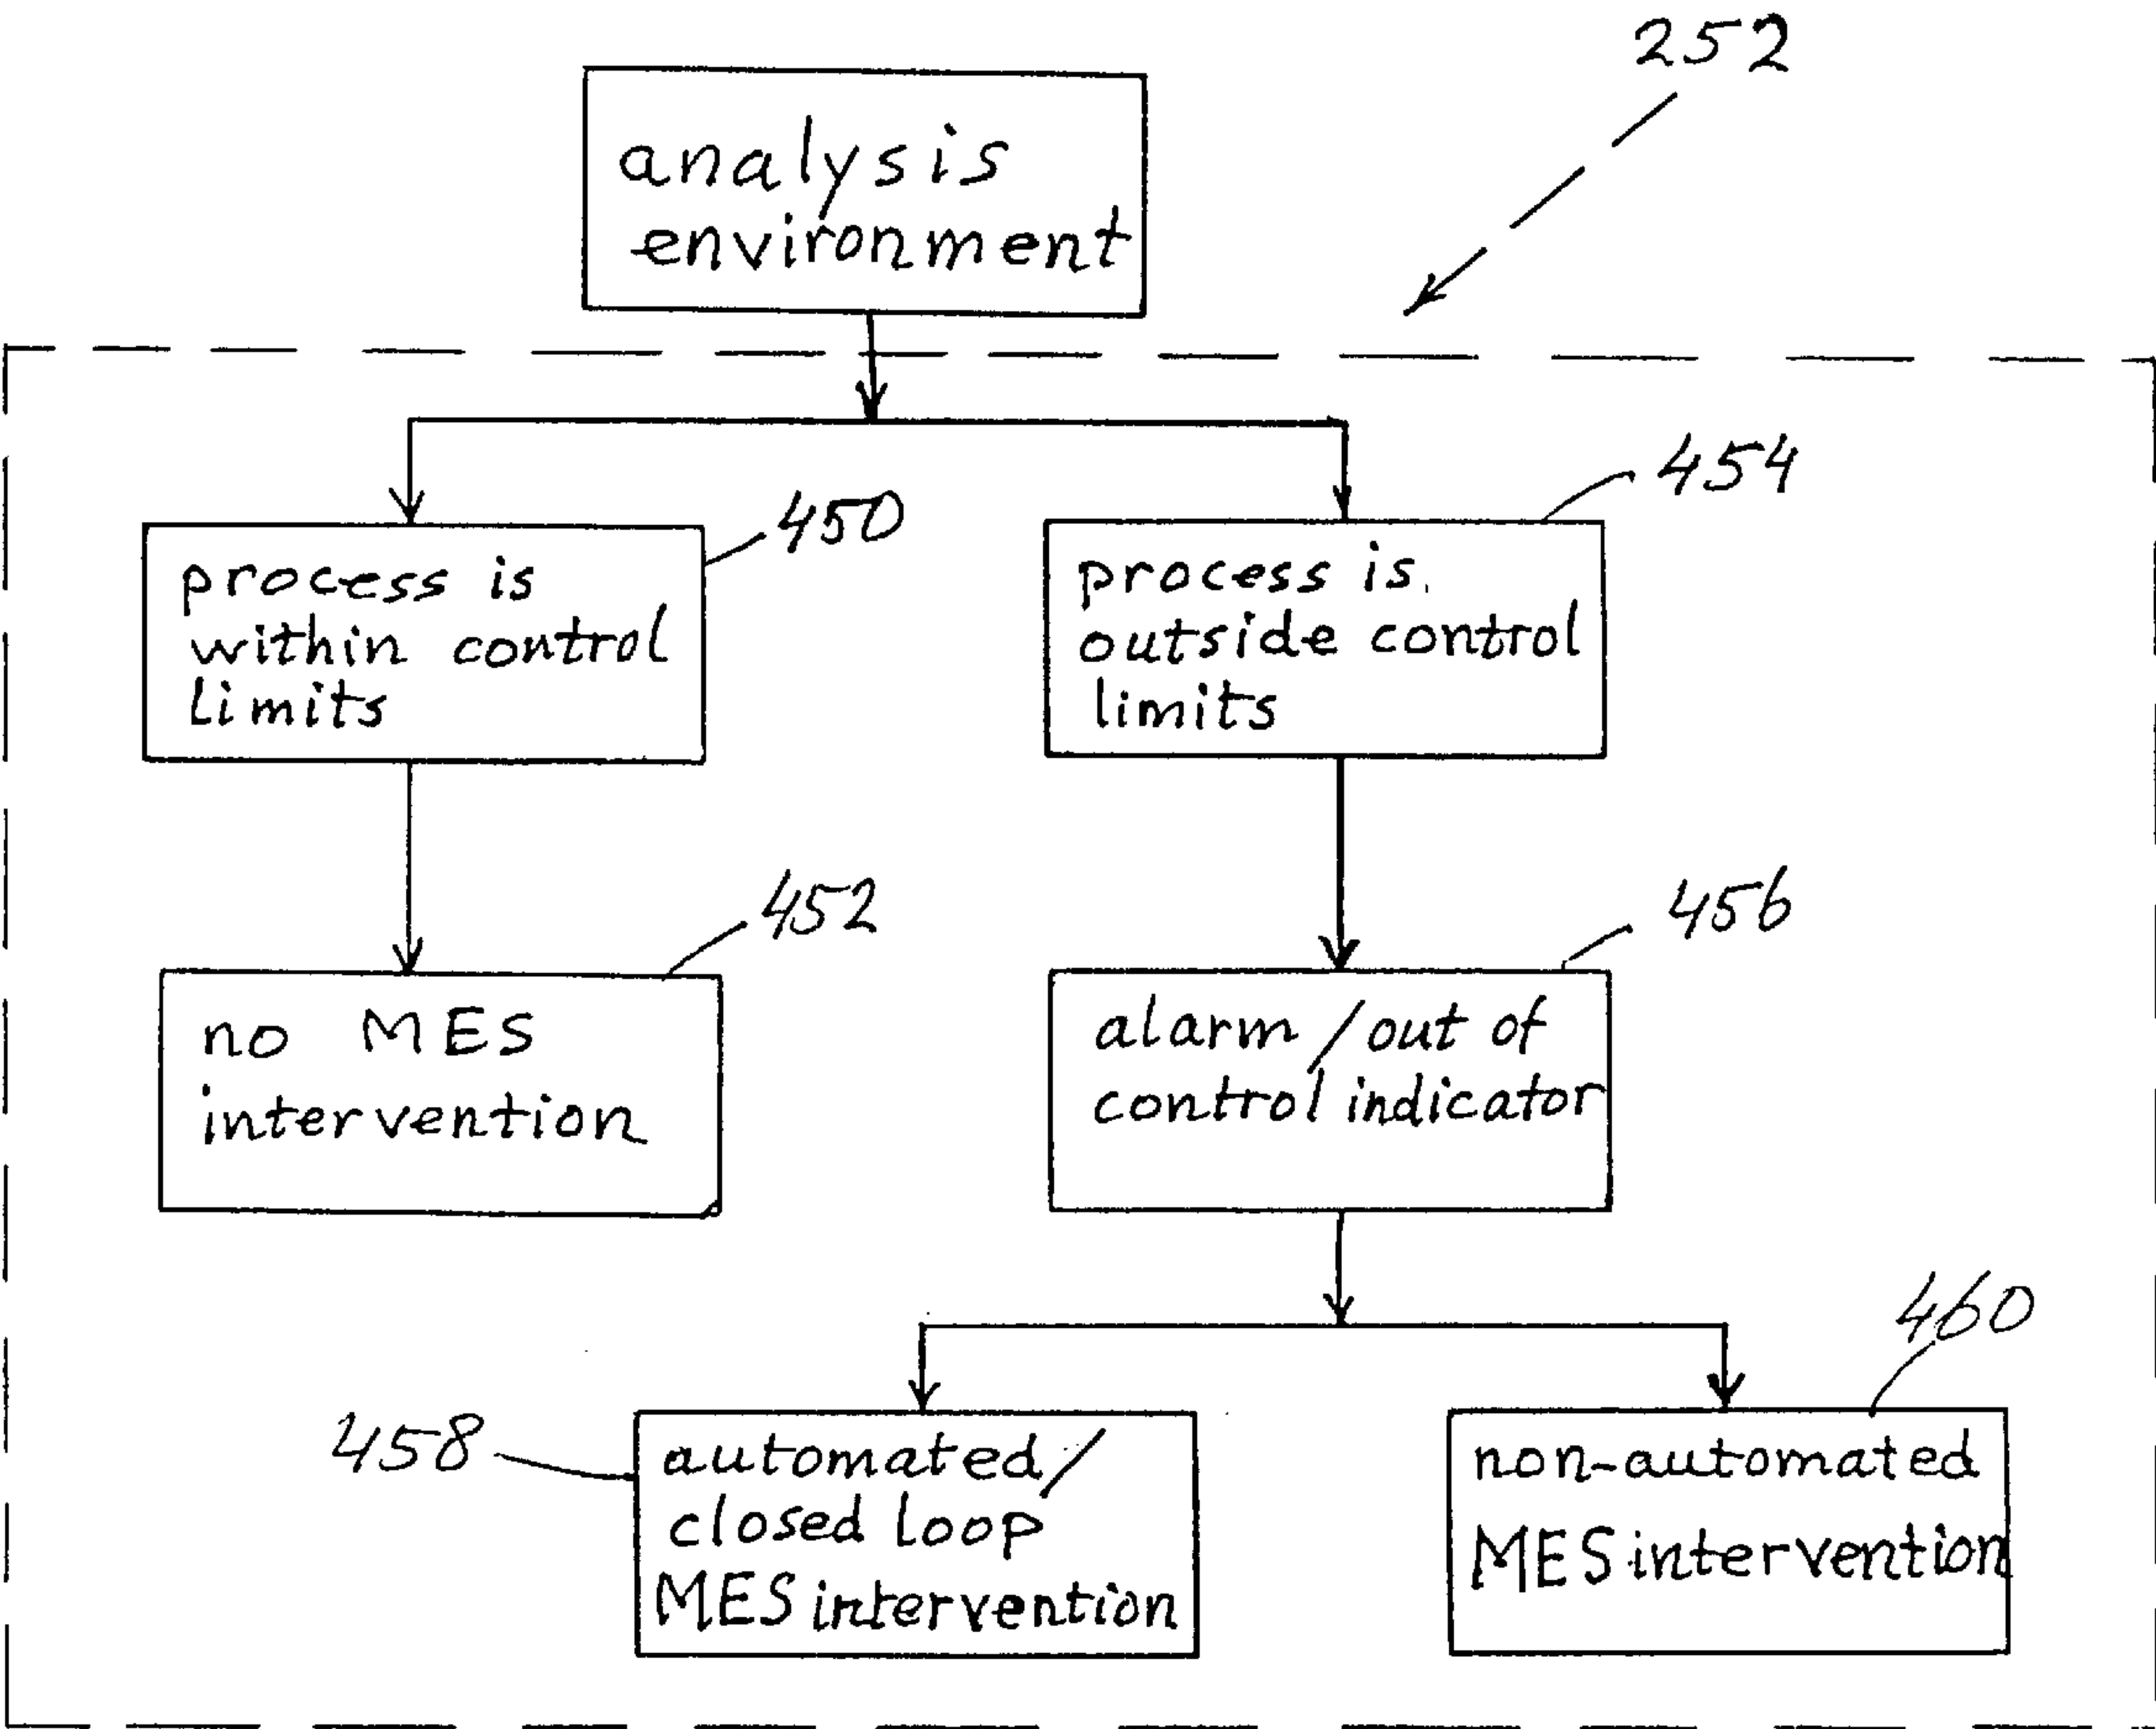 252
analysis
environment
450
454
process is
within control
limits
process is
outside control
limits
452
456
no MES
intervention
alarm/out of
control indicator
460
458
automated/
closed loop
MES intervention
non-automated
MES intervention